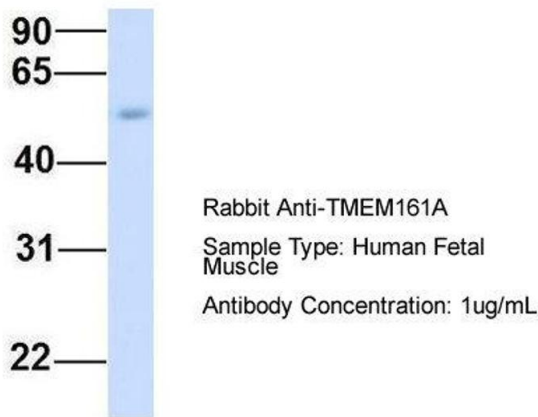 90
65
40
31
22
Rabbit Anti-TMEM161A
Sample Type: Human Fetal
Muscle
Antibody Concentration: 1ug/mL